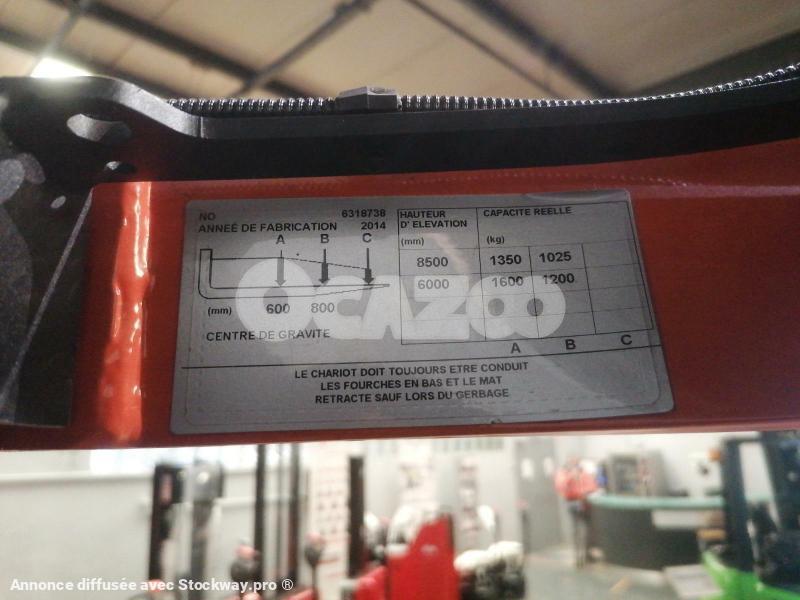 NO 6318738
ANNEÉ DE FABRICATION 2014
A B C
(mm) 600 800
CENTRE DE GRAVITE
HAUTEUR
D' ELEVATION
(mm)
CAPACITE REELLE
(kg)
8500 1350 1025
6000 1600 1200
A B C
LE CHARIOT DOIT TOUJOURS ETRE CONDUIT
LES FOURCHES EN BAS ET LE MAT
RETRACTE SAUF LORS DU GERBAGE
OCAZOO
Annonce diffusée avec Stockway.pro ®